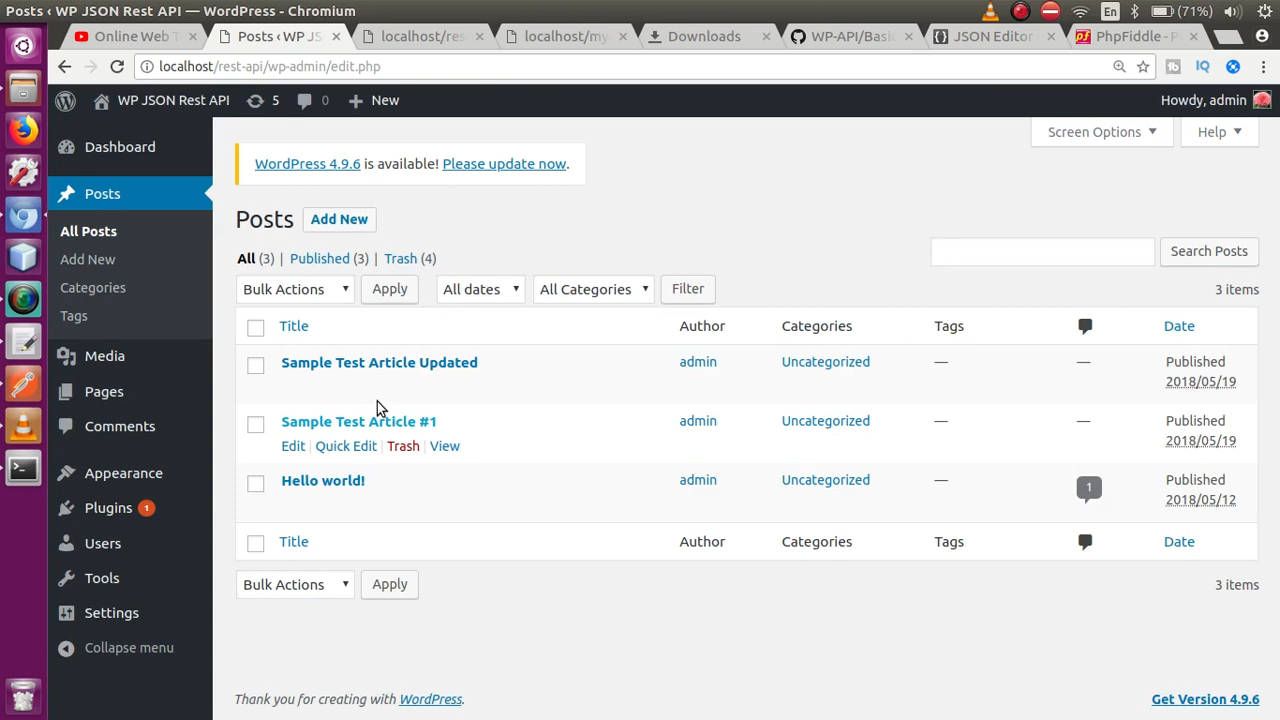 Posts ‹ WP JSON Rest API — WordPress - Chromium
En (71%)
Online Web T
Posts ‹ WP JS
localhost/res
localhost/my
Downloads
WP-API/Basic
JSON Editor
PhpFiddle - P
localhost/rest-api/wp-admin/edit.php
WP JSON Rest API 5 0 New Howdy, admin
Screen Options Help
Dashboard
Posts
All Posts
Add New
Categories
Tags
Media
Pages
Comments
Appearance
Plugins 1
Users
Tools
Settings
Collapse menu
WordPress 4.9.6 is available! Please update now.
Posts Add New
All (3) | Published (3) | Trash (4)
Search Posts
Bulk Actions Apply All dates All Categories Filter 3 items
Title Author Categories Tags Date
Sample Test Article Updated admin Uncategorized — — Published
2018/05/19
Sample Test Article #1 admin Uncategorized — — Published
2018/05/19
Edit | Quick Edit | Trash | View
Hello world! admin Uncategorized — 1 Published
2018/05/12
Title Author Categories Tags Date
Bulk Actions Apply 3 items
Thank you for creating with WordPress. Get Version 4.9.6